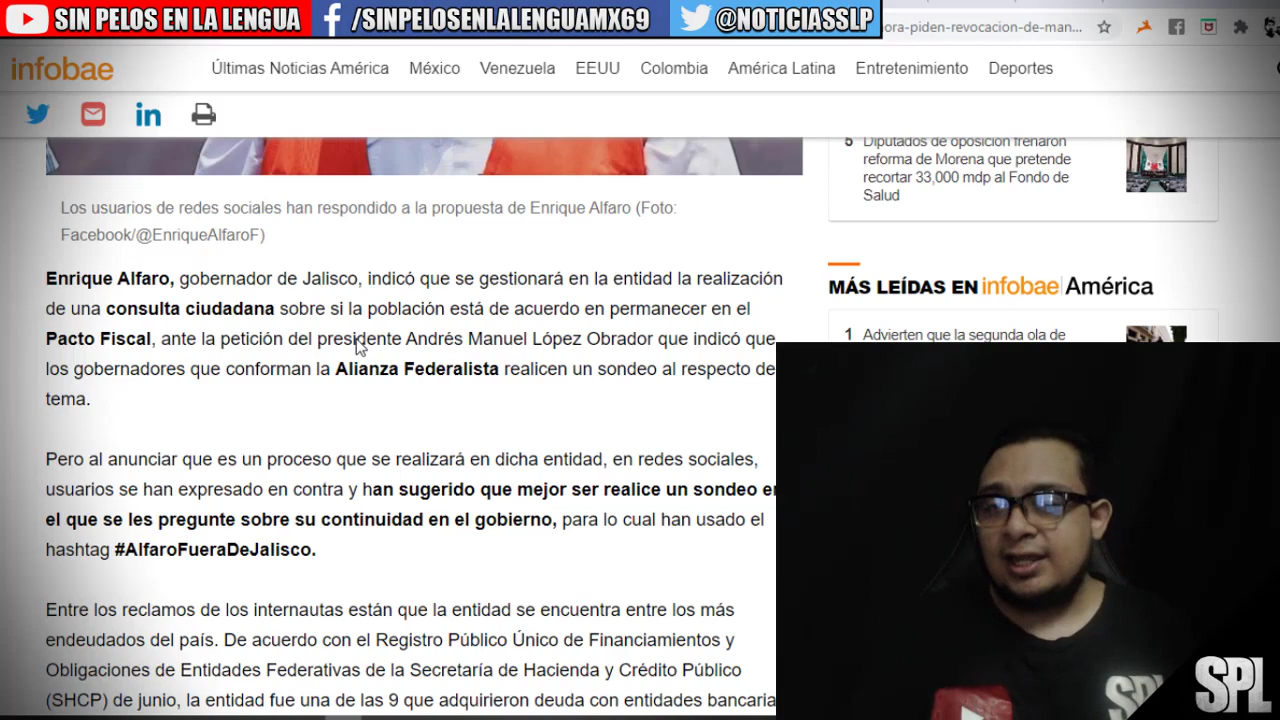 SIN PELOS EN LA LENGUA
/SINPELOSENLALENGUAMX69
@NOTICIASSLP
ora-piden-revocacion-de-man...
infobae
Últimas Noticias América México Venezuela EEUU Colombia América Latina Entretenimiento Deportes
Los usuarios de redes sociales han respondido a la propuesta de Enrique Alfaro (Foto:
Facebook/@EnriqueAlfaroF)
Enrique Alfaro, gobernador de Jalisco, indicó que se gestionará en la entidad la realización
de una consulta ciudadana sobre si la población está de acuerdo en permanecer en el
Pacto Fiscal, ante la petición del presidente Andrés Manuel López Obrador que indicó que
los gobernadores que conforman la Alianza Federalista realicen un sondeo al respecto de
tema.
Pero al anunciar que es un proceso que se realizará en dicha entidad, en redes sociales,
usuarios se han expresado en contra y han sugerido que mejor ser realice un sondeo en
el que se les pregunte sobre su continuidad en el gobierno, para lo cual han usado el
hashtag #AlfaroFueraDeJalisco.
Entre los reclamos de los internautas están que la entidad se encuentra entre los más
endeudados del país. De acuerdo con el Registro Público Único de Financiamientos y
Obligaciones de Entidades Federativas de la Secretaría de Hacienda y Crédito Público
(SHCP) de junio, la entidad fue una de las 9 que adquirieron deuda con entidades bancaria
5 Diputados de oposición frenaron
reforma de Morena que pretende
recortar 33,000 mdp al Fondo de
Salud
MÁS LEÍDAS EN infobae América
1 Advierten que la segunda ola de
SPL
SPL